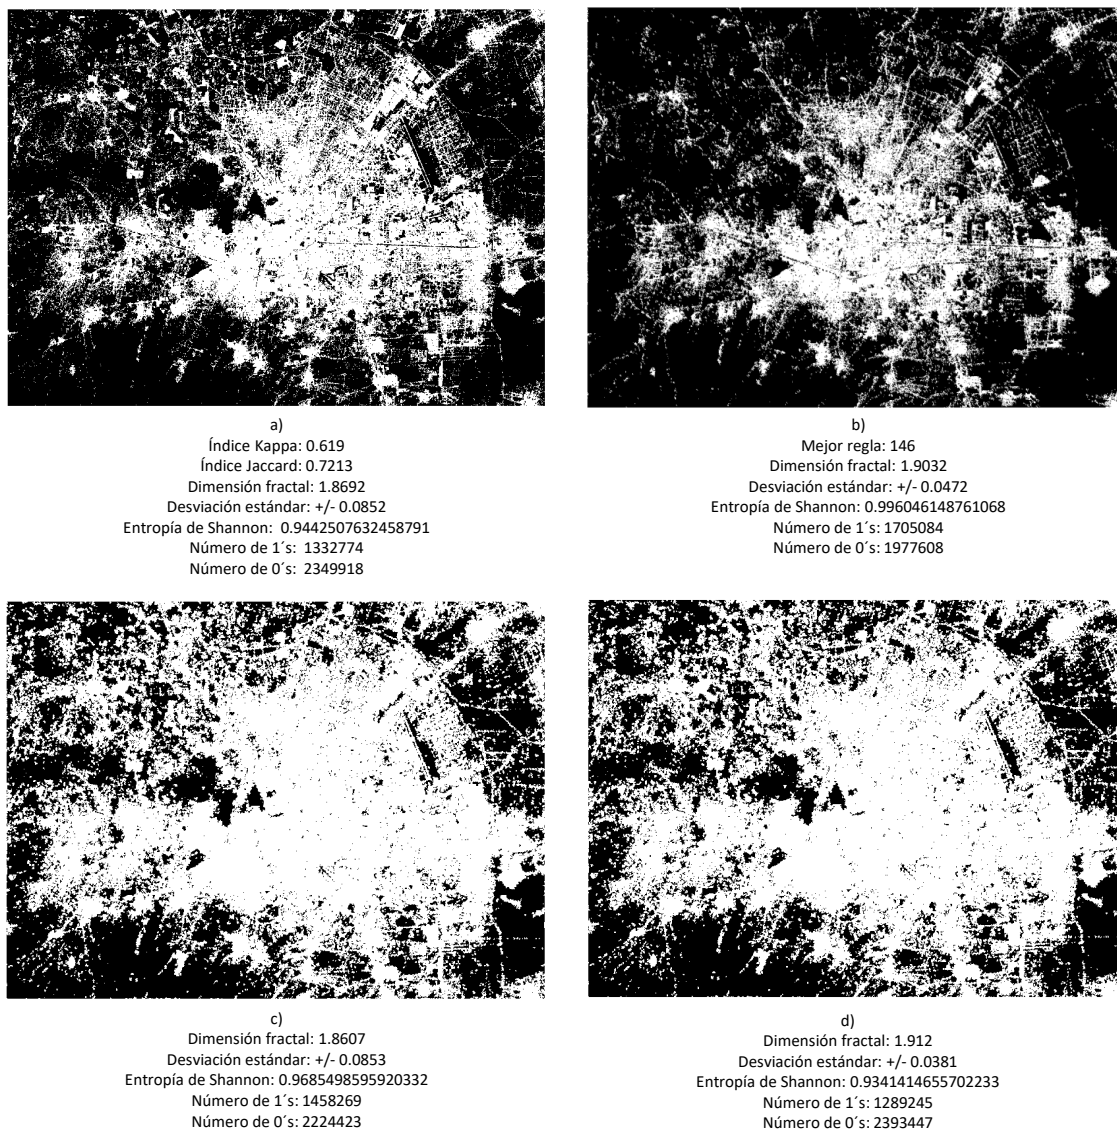 a)
Índice Kappa: 0.619
Índice Jaccard: 0.7213
Dimensión fractal: 1.8692
Desviación estándar: +/- 0.0852
Entropía de Shannon: 0.9442507632458791
Número de 1´s: 1332774
Número de 0´s: 2349918
b)
Mejor regla: 146
Dimensión fractal: 1.9032
Desviación estándar: +/- 0.0472
Entropía de Shannon: 0.996046148761068
Número de 1´s: 1705084
Número de 0´s: 1977608
c)
Dimensión fractal: 1.8607
Desviación estándar: +/- 0.0853
Entropía de Shannon: 0.9685498595920332
Número de 1´s: 1458269
Número de 0´s: 2224423
d)
Dimensión fractal: 1.912
Desviación estándar: +/- 0.0381
Entropía de Shannon: 0.9341414655702233
Número de 1´s: 1289245
Número de 0´s: 2393447